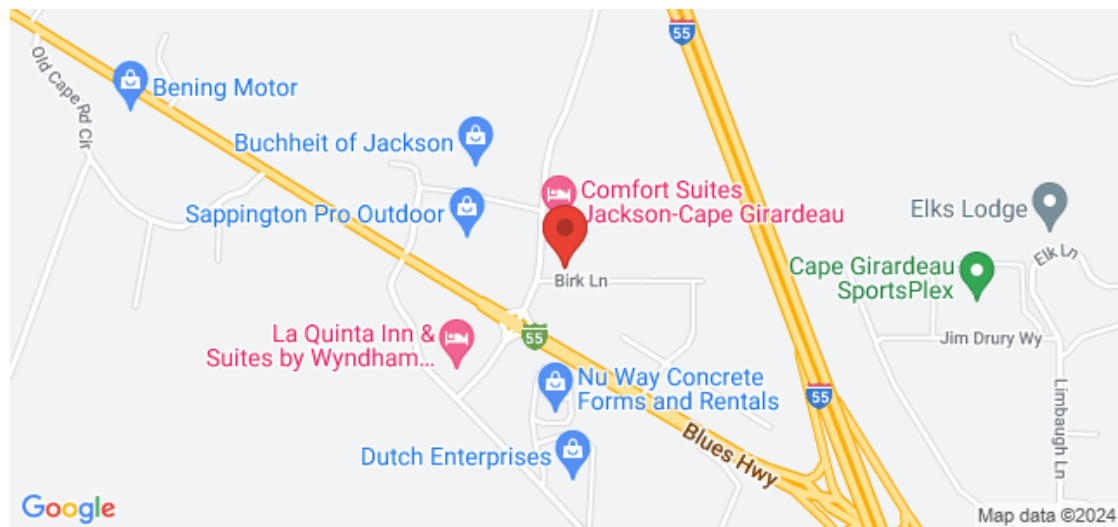 55
Old Cape Rd Cir
Bening Motor
Buchheit of Jackson
Comfort Suites
Jackson-Cape Girardeau
Sappington Pro Outdoor
Elks Lodge
Elk Ln
Cape Girardeau
SportsPlex
Birk Ln
La Quinta Inn &
Suites by Wyndham...
55
Jim Drury Wy
Nu Way Concrete
Forms and Rentals
55
Limbaugh Ln
Blues Hwy
Dutch Enterprises
Google
Map data ©2024